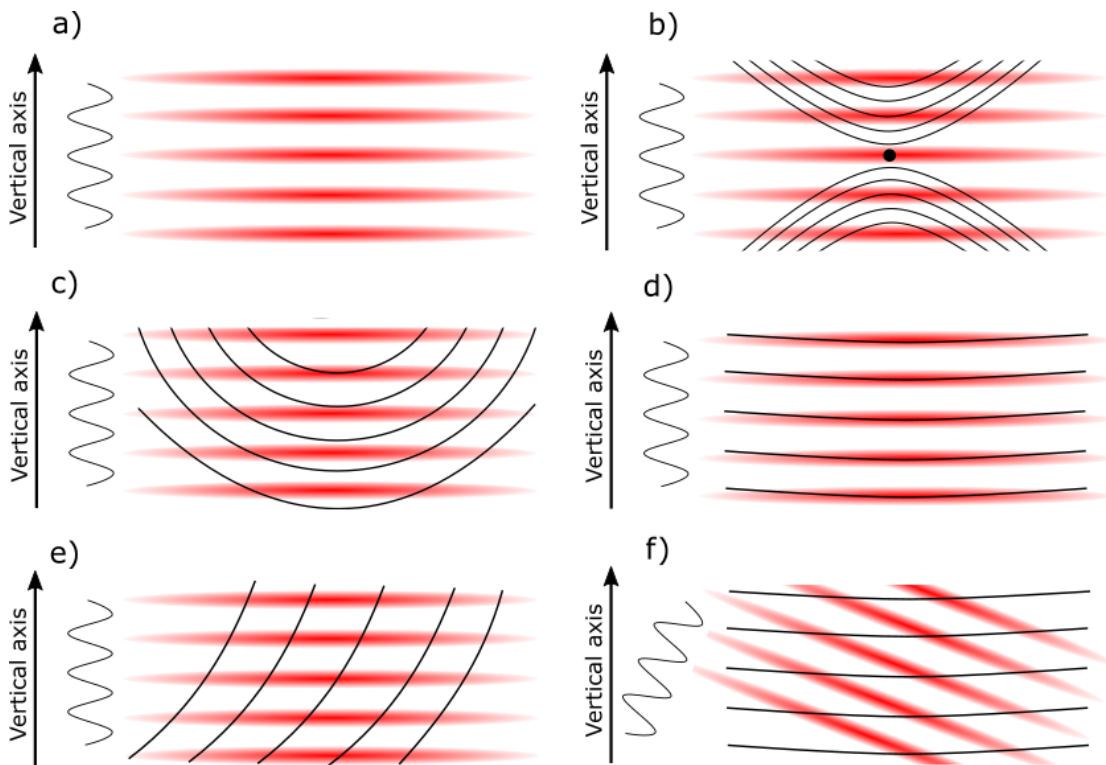 a)
Vertical axis
b)
Vertical axis
c)
Vertical axis
d)
Vertical axis
e)
Vertical axis
f)
Vertical axis